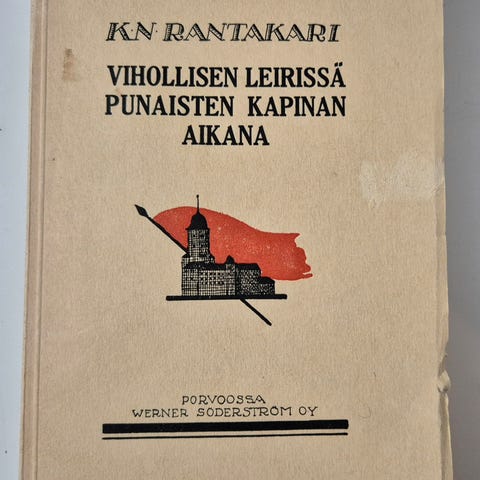 K·N·RANTAKARI
VIHOLLISEN LEIRISSÄ
PUNAISTEN KAPINAN
AIKANA
PORVOOSSA
WERNER SÖDERSTRÖM OY